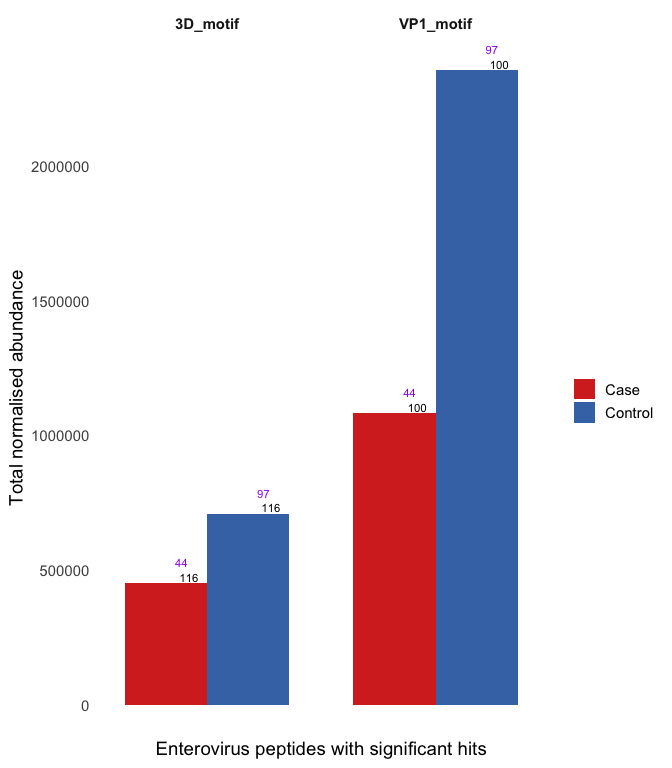 3D_motif
VP1_motif
97
100
2000000
1500000
1000000
500000
0
44
100
97
116
44
116
Total normalised abundance
Case
Control
Enterovirus peptides with significant hits